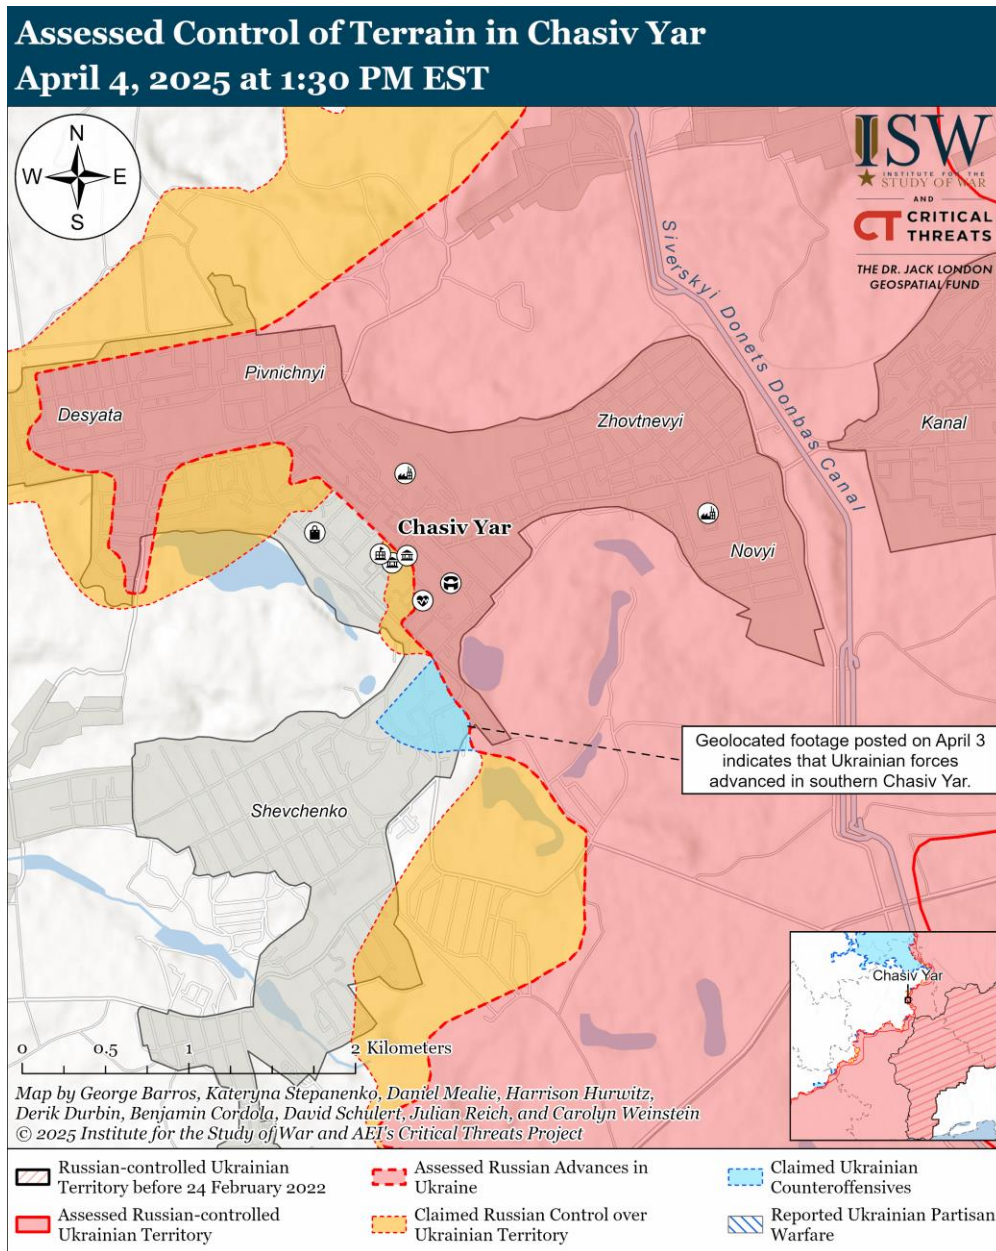 Assessed Control of Terrain in Chasiv Yar
April 4, 2025 at 1:30 PM EST
N
W E
S
ISW
INSTITUTE FOR THE
STUDY OF WAR
AND
CT CRITICAL
THREATS
THE DR. JACK LONDON
GEOSPATIAL FUND
Siverskyi Donets Donbas Canal
Pivnichnyi
Desyata
Zhovtnevyi
Kanal
Chasiv Yar
Novyi
Geolocated footage posted on April 3
indicates that Ukrainian forces
advanced in southern Chasiv Yar.
Shevchenko
Chasiv Yar
0 0.5 1 2 Kilometers
Map by George Barros, Kateryna Stepanenko, Daniel Mealie, Harrison Hurwitz,
Derik Durbin, Benjamin Cordola, David Schulert, Julian Reich, and Carolyn Weinstein
© 2025 Institute for the Study of War and AEI's Critical Threats Project
Russian-controlled Ukrainian
Territory before 24 February 2022
Assessed Russian-controlled
Ukrainian Territory
Assessed Russian Advances in
Ukraine
Claimed Russian Control over
Ukrainian Territory
Claimed Ukrainian
Counteroffensives
Reported Ukrainian Partisan
Warfare